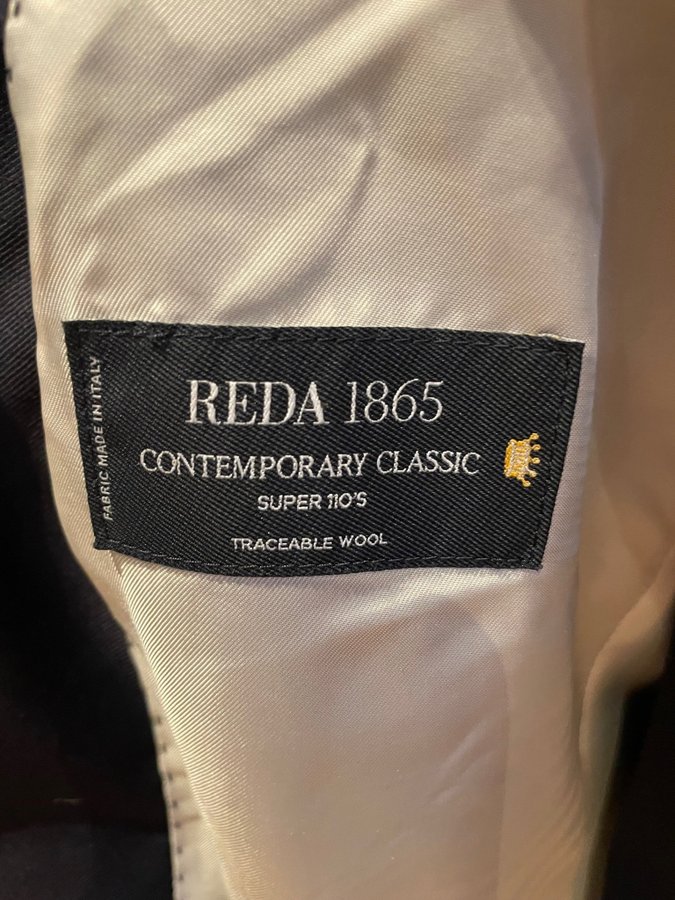 REDA 1865
CONTEMPORARY CLASSIC
SUPER 110'S
TRACEABLE WOOL
FABRIC MADE IN ITALY